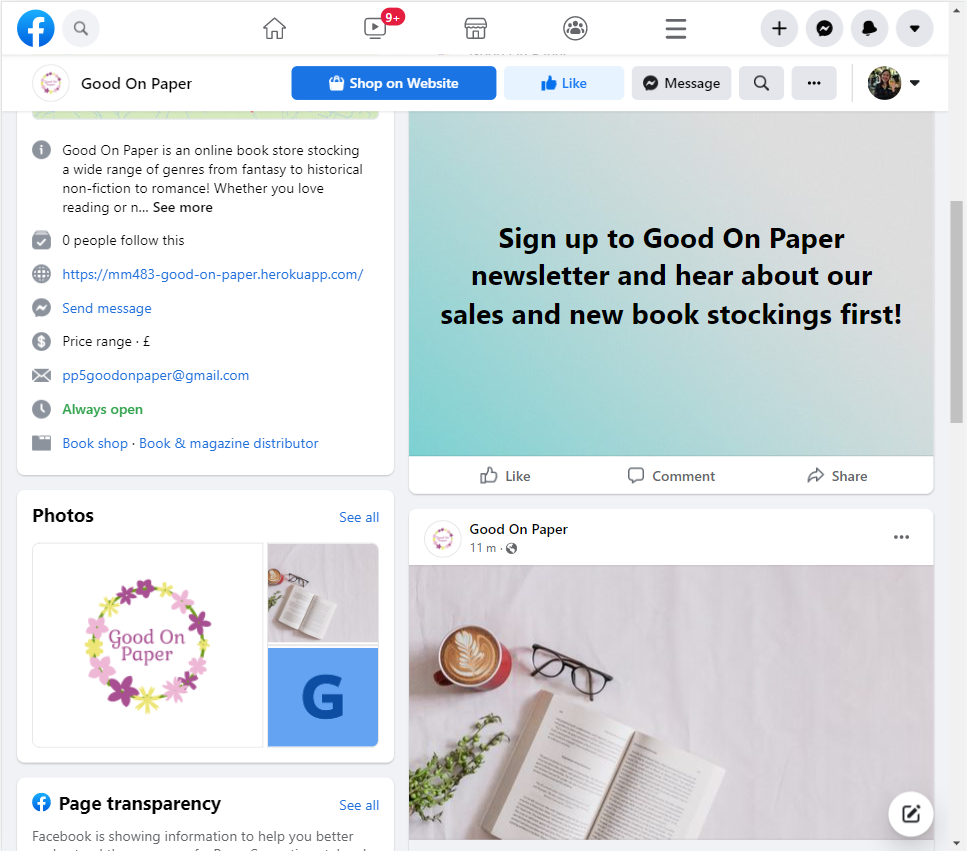 9+
Good On Paper
Shop on Website
Like
Message
Good On Paper is an online book store stocking
a wide range of genres from fantasy to historical
non-fiction to romance! Whether you love
reading or n... See more
0 people follow this
https://mm483-good-on-paper.herokuapp.com/
Send message
Price range · £
pp5goodonpaper@gmail.com
Always open
Book shop · Book & magazine distributor
Photos
See all
Good On
Paper
G
Page transparency
See all
Facebook is showing information to help you better
Sign up to Good On Paper
newsletter and hear about our
sales and new book stockings first!
Like
Comment
Share
Good On Paper
11 m ·